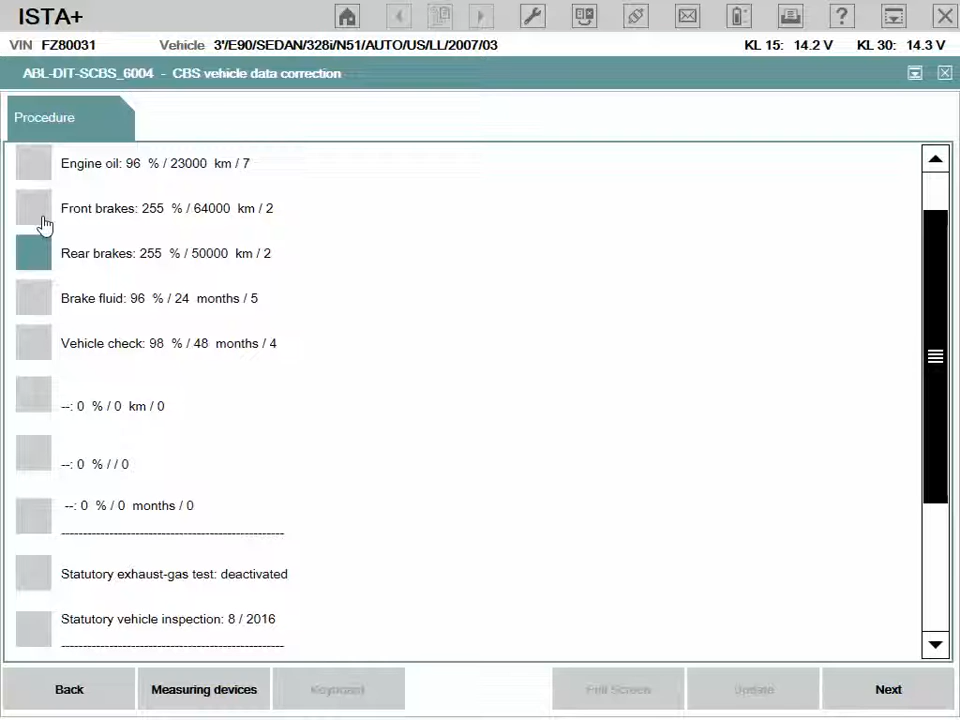 ISTA+
VIN FZ80031 Vehicle 3'/E90/SEDAN/328i/N51/AUTO/US/LL/2007/03 KL 15: 14.2 V KL 30: 14.3 V
ABL-DIT-SCBS_6004 - CBS vehicle data correction
Procedure
Engine oil: 96 % / 23000 km / 7
Front brakes: 255 % / 64000 km / 2
Rear brakes: 255 % / 50000 km / 2
Brake fluid: 96 % / 24 months / 5
Vehicle check: 98 % / 48 months / 4
--: 0 % / 0 km / 0
--: 0 % / / 0
--: 0 % / 0 months / 0
--------------------------------------------------
Statutory exhaust-gas test: deactivated
Statutory vehicle inspection: 8 / 2016
--------------------------------------------------
Back Measuring devices Keyboard Full Screen Update Next